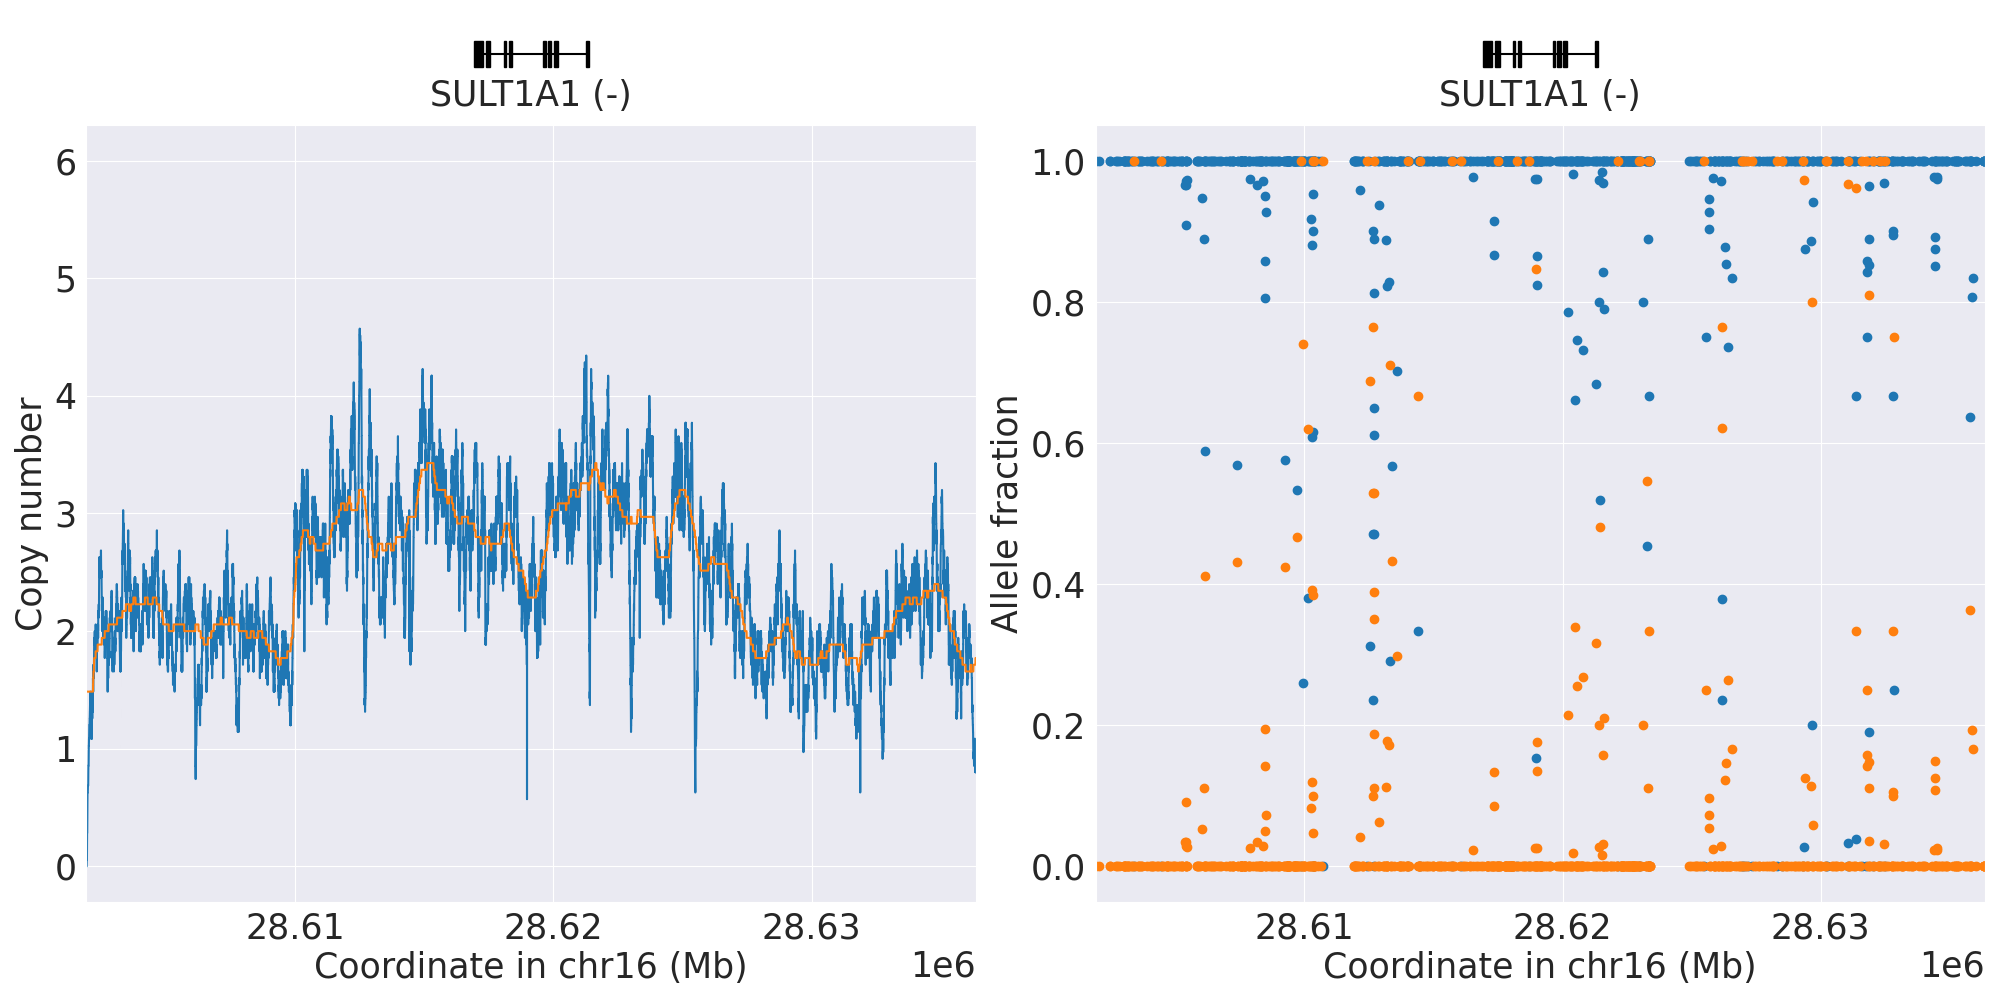 SULT1A1 (-)
Copy number
6
5
4
3
2
1
0
28.61
28.62
28.63
Coordinate in chr16 (Mb)
1e6
SULT1A1 (-)
Allele fraction
1.0
0.8
0.6
0.4
0.2
0.0
28.61
28.62
28.63
Coordinate in chr16 (Mb)
1e6